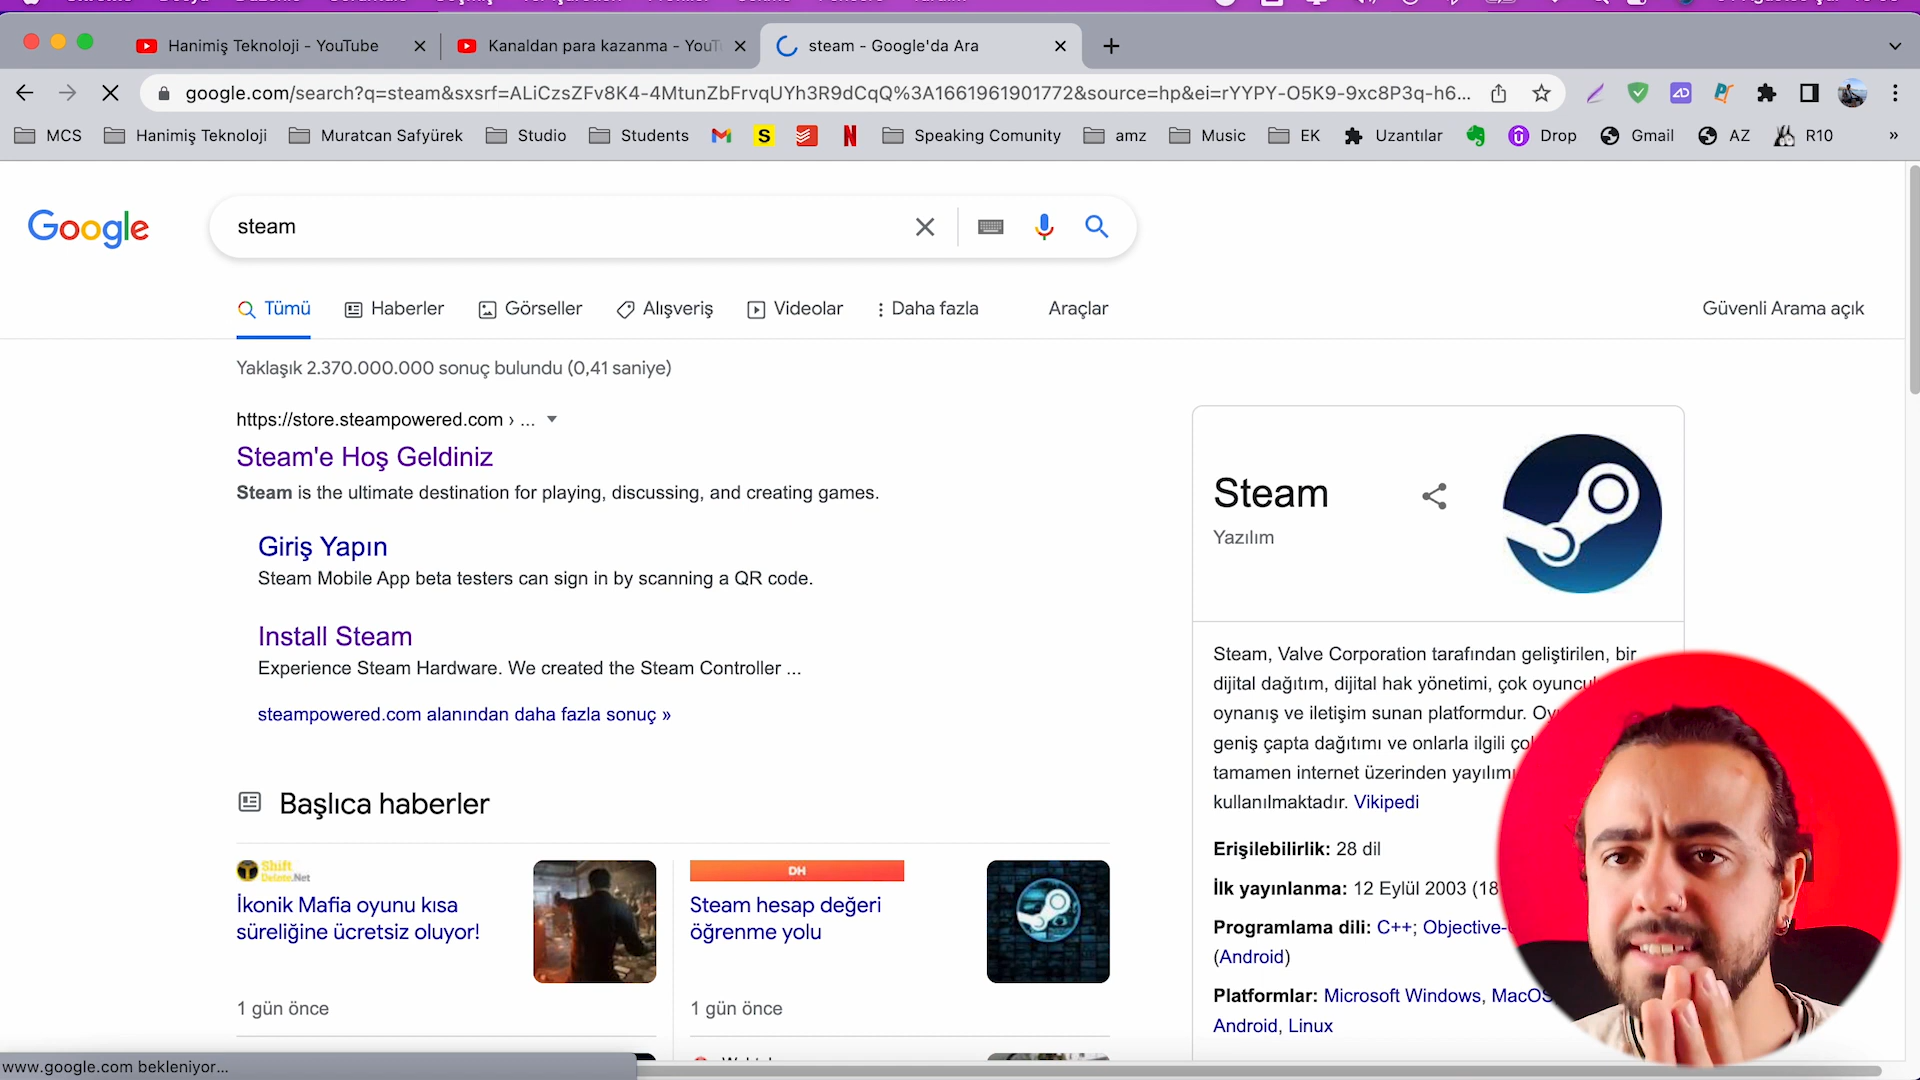 Hanimiş Teknoloji - YouTube
Kanaldan para kazanma - YouT
steam - Google'da Ara
google.com/search?q=steam&sxsrf=ALiCzsZFv8K4-4MtunZbFrvqUYh3R9dCqQ%3A1661961901772&source=hp&ei=rYYPY-O5K9-9xc8P3q-h6...
MCS
Hanimiş Teknoloji
Muratcan Safyürek
Studio
Students
S
N
Speaking Comunity
amz
Music
EK
Uzantılar
Drop
Gmail
AZ
R10
»
Google
steam
Tümü
Haberler
Görseller
Alışveriş
Videolar
Daha fazla
Araçlar
Güvenli Arama açık
Yaklaşık 2.370.000.000 sonuç bulundu (0,41 saniye)
https://store.steampowered.com › ...
Steam'e Hoş Geldiniz
Steam is the ultimate destination for playing, discussing, and creating games.
Giriş Yapın
Steam Mobile App beta testers can sign in by scanning a QR code.
Install Steam
Experience Steam Hardware. We created the Steam Controller ...
steampowered.com alanından daha fazla sonuç »
Başlıca haberler
Shift
Delete.Net
İkonik Mafia oyunu kısa
süreliğine ücretsiz oluyor!
1 gün önce
DH
Steam hesap değeri
öğrenme yolu
1 gün önce
Steam
Yazılım
Steam, Valve Corporation tarafından geliştirilen, bir
dijital dağıtım, dijital hak yönetimi, çok
oynanış ve iletişim sunan platformdur.
geniş çapta dağıtımı ve onlarla ilgili
tamamen internet üzerinden
kullanılmaktadır. Vikipedi
Erişilebilirlik: 28 dil
İlk yayınlanma: 12 Eylül 2003 (18
Programlama dili: C++; Objective-
(Android)
Platformlar: Microsoft Windows, MacOS
Android, Linux
www.google.com bekleniyor...